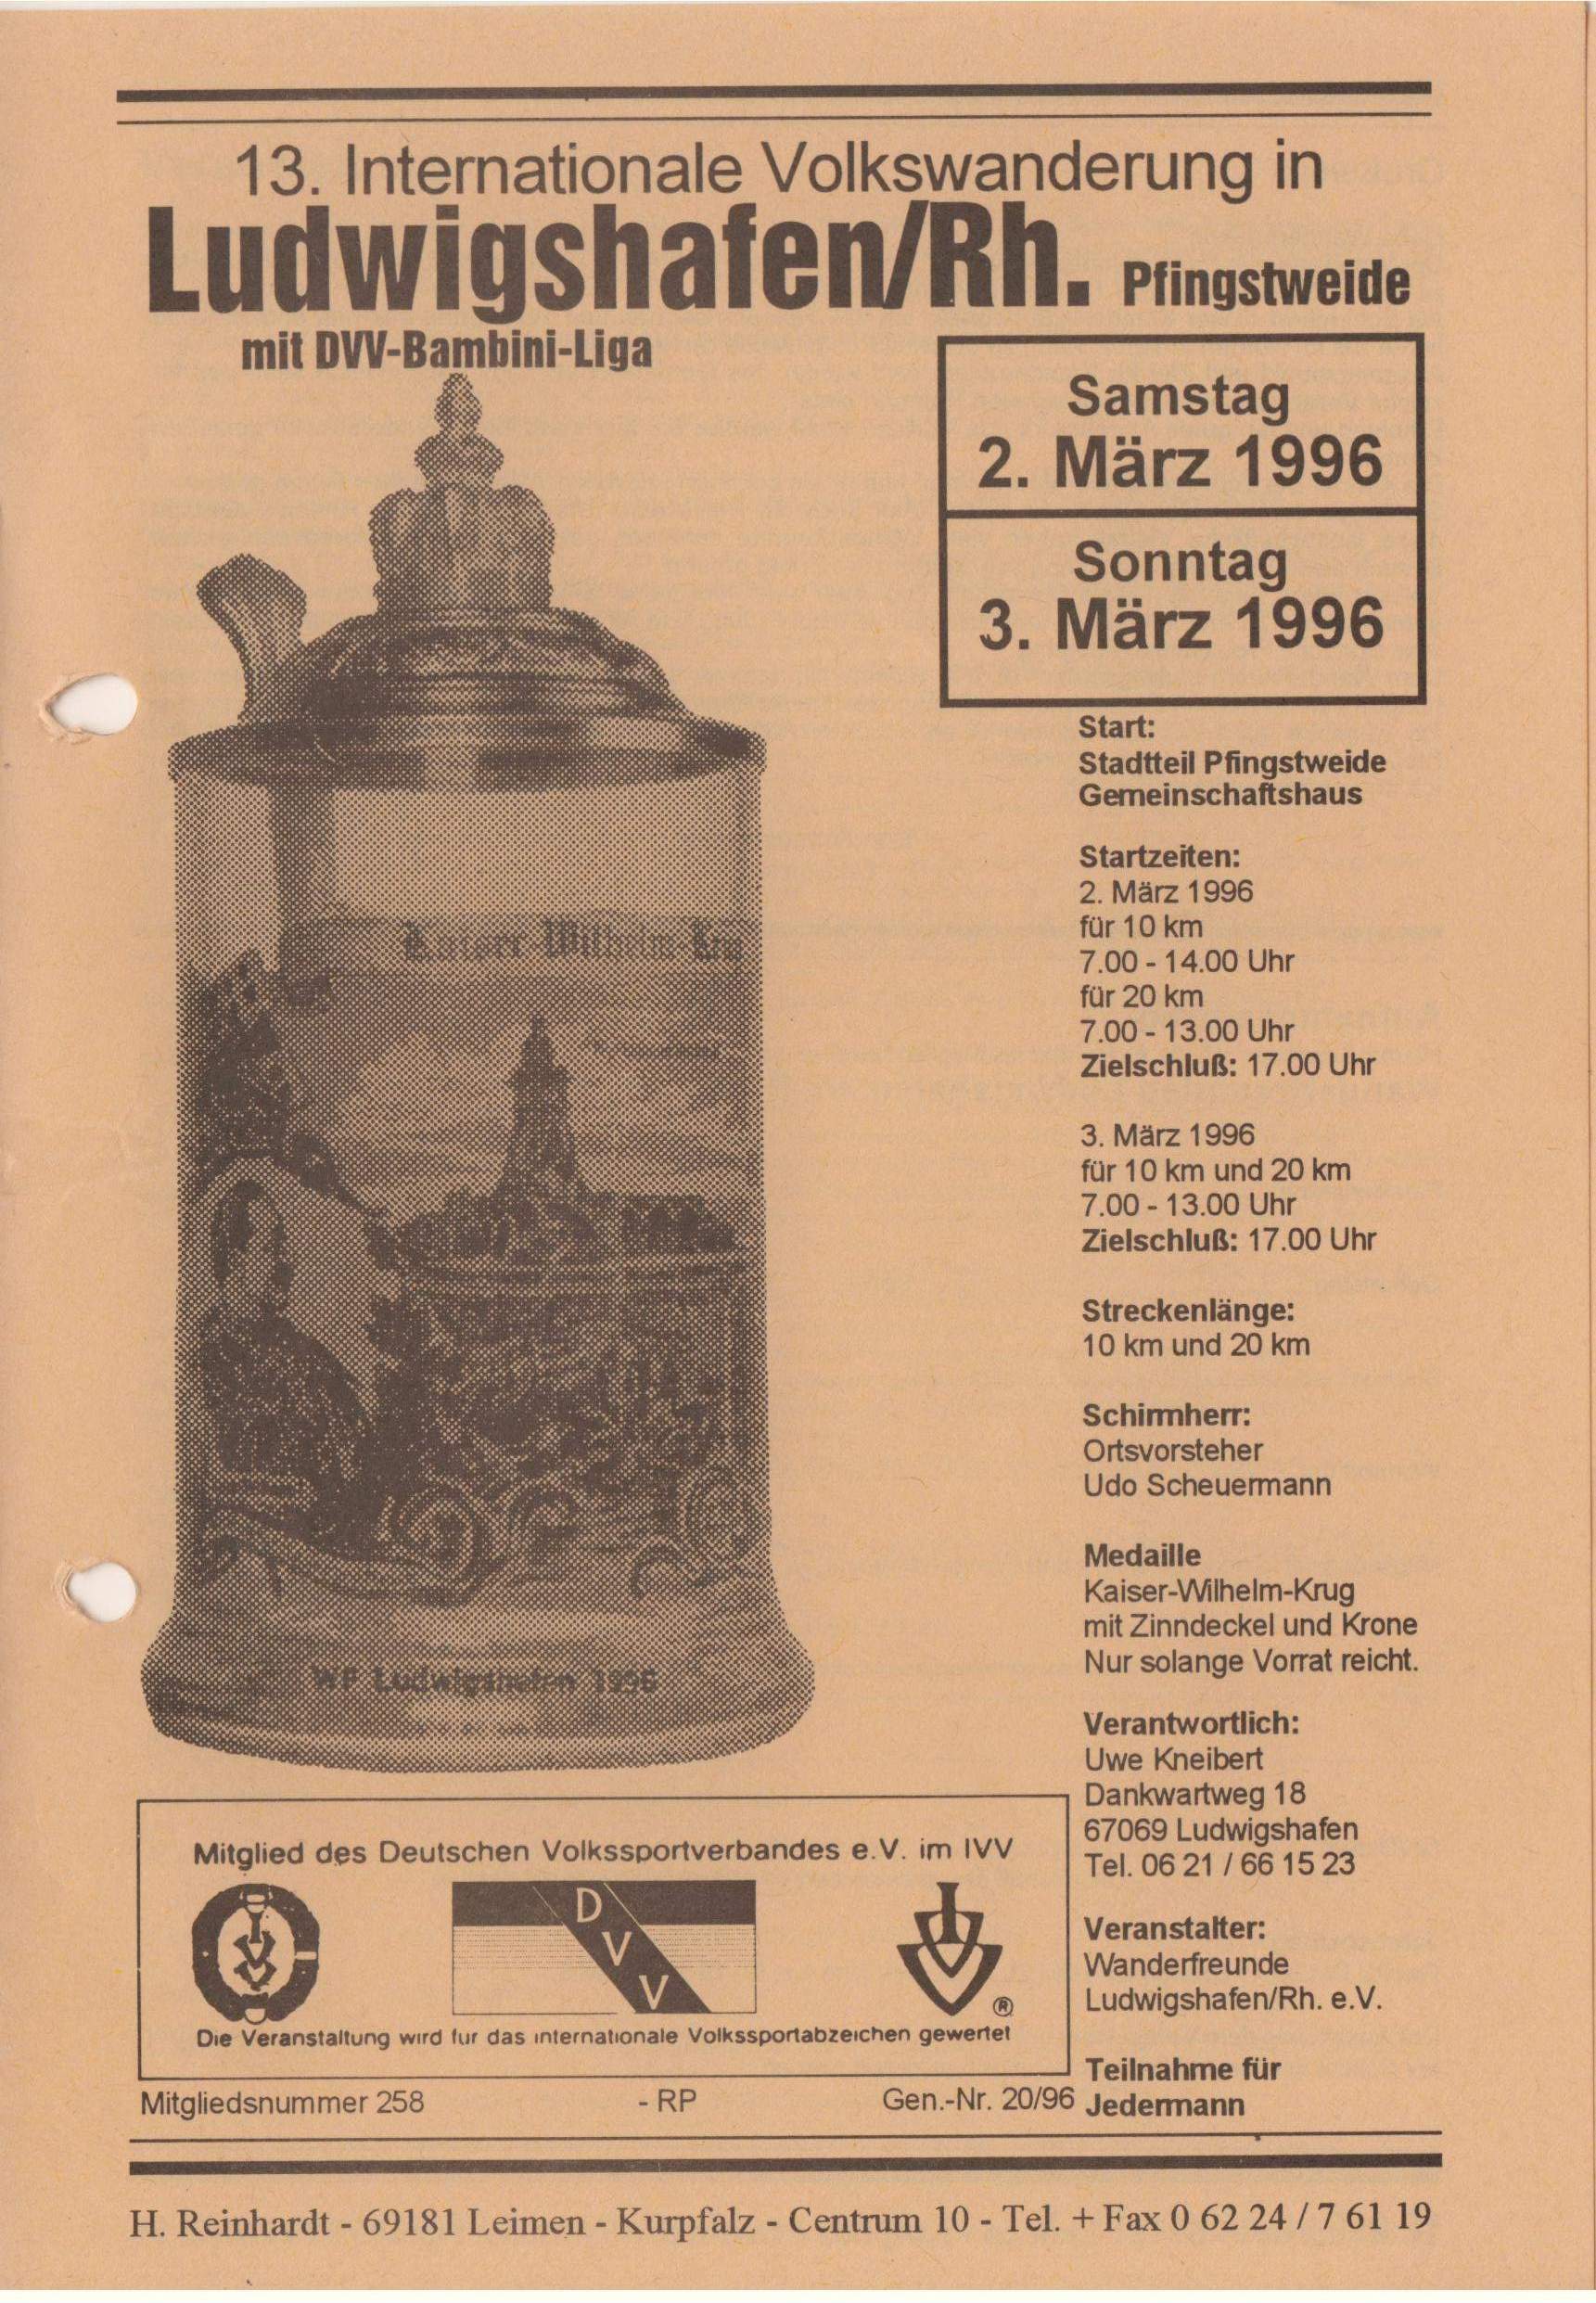 13. Internationale Volkswanderung in
Ludwigshafen/Rh. Pfingstweide
mit DVV-Bambini-Liga
Samstag
2. März 1996
Sonntag
3. März 1996
Start:
Stadtteil Pfingstweide
Gemeinschaftshaus
Startzeiten:
2. März 1996
für 10 km
7.00 - 14.00 Uhr
für 20 km
7.00 - 13.00 Uhr
Zielschluß: 17.00 Uhr
3. März 1996
für 10 km und 20 km
7.00 - 13.00 Uhr
Zielschluß: 17.00 Uhr
Streckenlänge:
10 km und 20 km
Schirmherr:
Ortsvorsteher
Udo Scheuermann
Medaille
Kaiser-Wilhelm-Krug
mit Zinndeckel und Krone
Nur solange Vorrat reicht.
Verantwortlich:
Uwe Kneibert
Dankwartweg 18
67069 Ludwigshafen
Tel. 06 21 / 66 15 23
Veranstalter:
Wanderfreunde
Ludwigshafen/Rh. e.V.
Teilnahme für
Jedermann
Kaiser-Wilhelm Krug
WF Ludwigshafen 1996
Mitglied des Deutschen Volkssportverbandes e.V. im IVV
D
V
V
®
Die Veranstaltung wird fur das internationale Volkssportabzeichen gewertet
Mitgliedsnummer 258 - RP Gen.-Nr. 20/96
H. Reinhardt - 69181 Leimen - Kurpfalz - Centrum 10 - Tel. + Fax 0 62 24 / 7 61 19